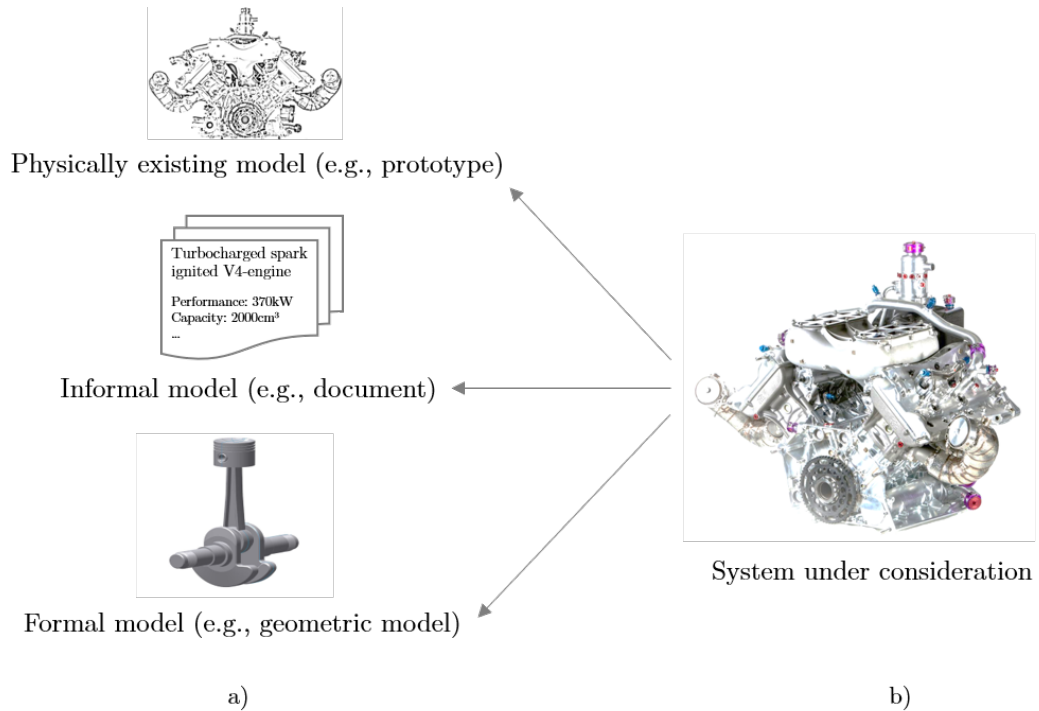 Physically existing model (e.g., prototype)
Turbocharged spark
ignited V4-engine
Performance: 370kW
Capacity: 2000cm³
...
Informal model (e.g., document)
Formal model (e.g., geometric model)
System under consideration
a)
b)